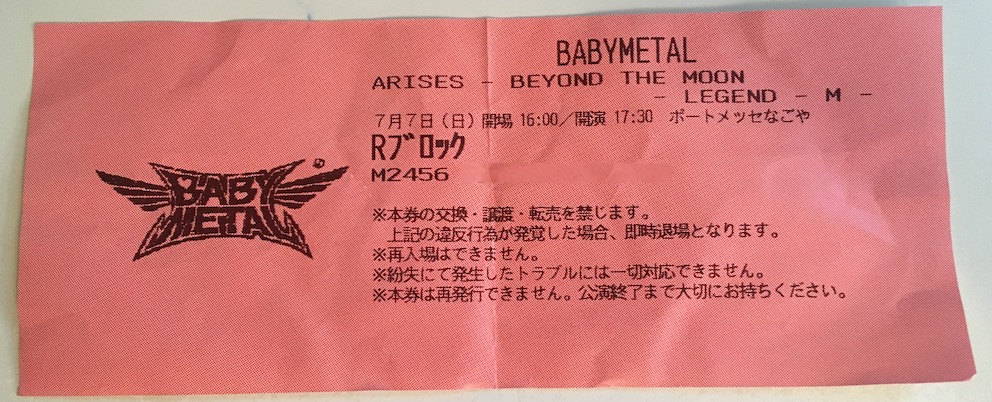 BABYMETAL
ARISES - BEYOND THE MOON
- LEGEND - M -
7月7日(日) 開場 16:00/開演 17:30 ポートメッセなごや
Rブロック
M2456
BABY
METAL
※本券の交換・譲渡・転売を禁じます。
上記の違反行為が発覚した場合、即時退場となります。
※再入場はできません。
※紛失にて発生したトラブルには一切対応できません。
※本券は再発行できません。公演終了まで大切にお持ちください。